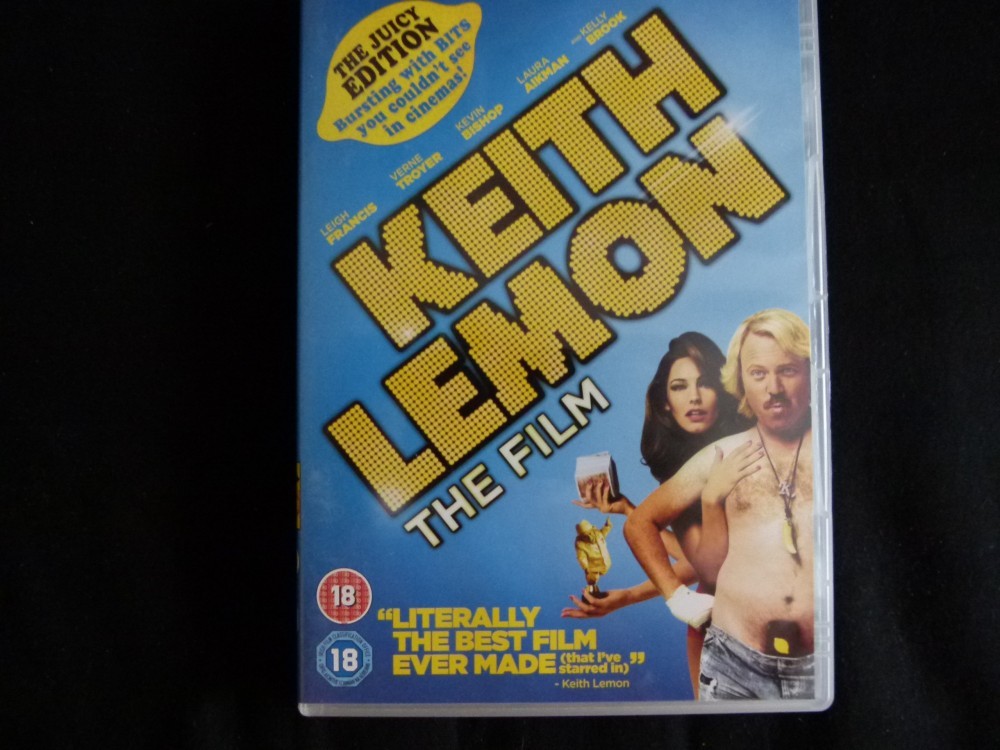 THE JUICY
EDITION
Bursting with BITS
you couldn't see
in cinemas!
LEIGH
FRANCIS
VERNE
TROYER
KEVIN
BISHOP
LAURA
AIKMAN
AND KELLY
BROOK
KEITH
LEMON
THE FILM
18
18
"LITERALLY
THE BEST FILM
EVER MADE (that I've
starred in)"
- Keith Lemon